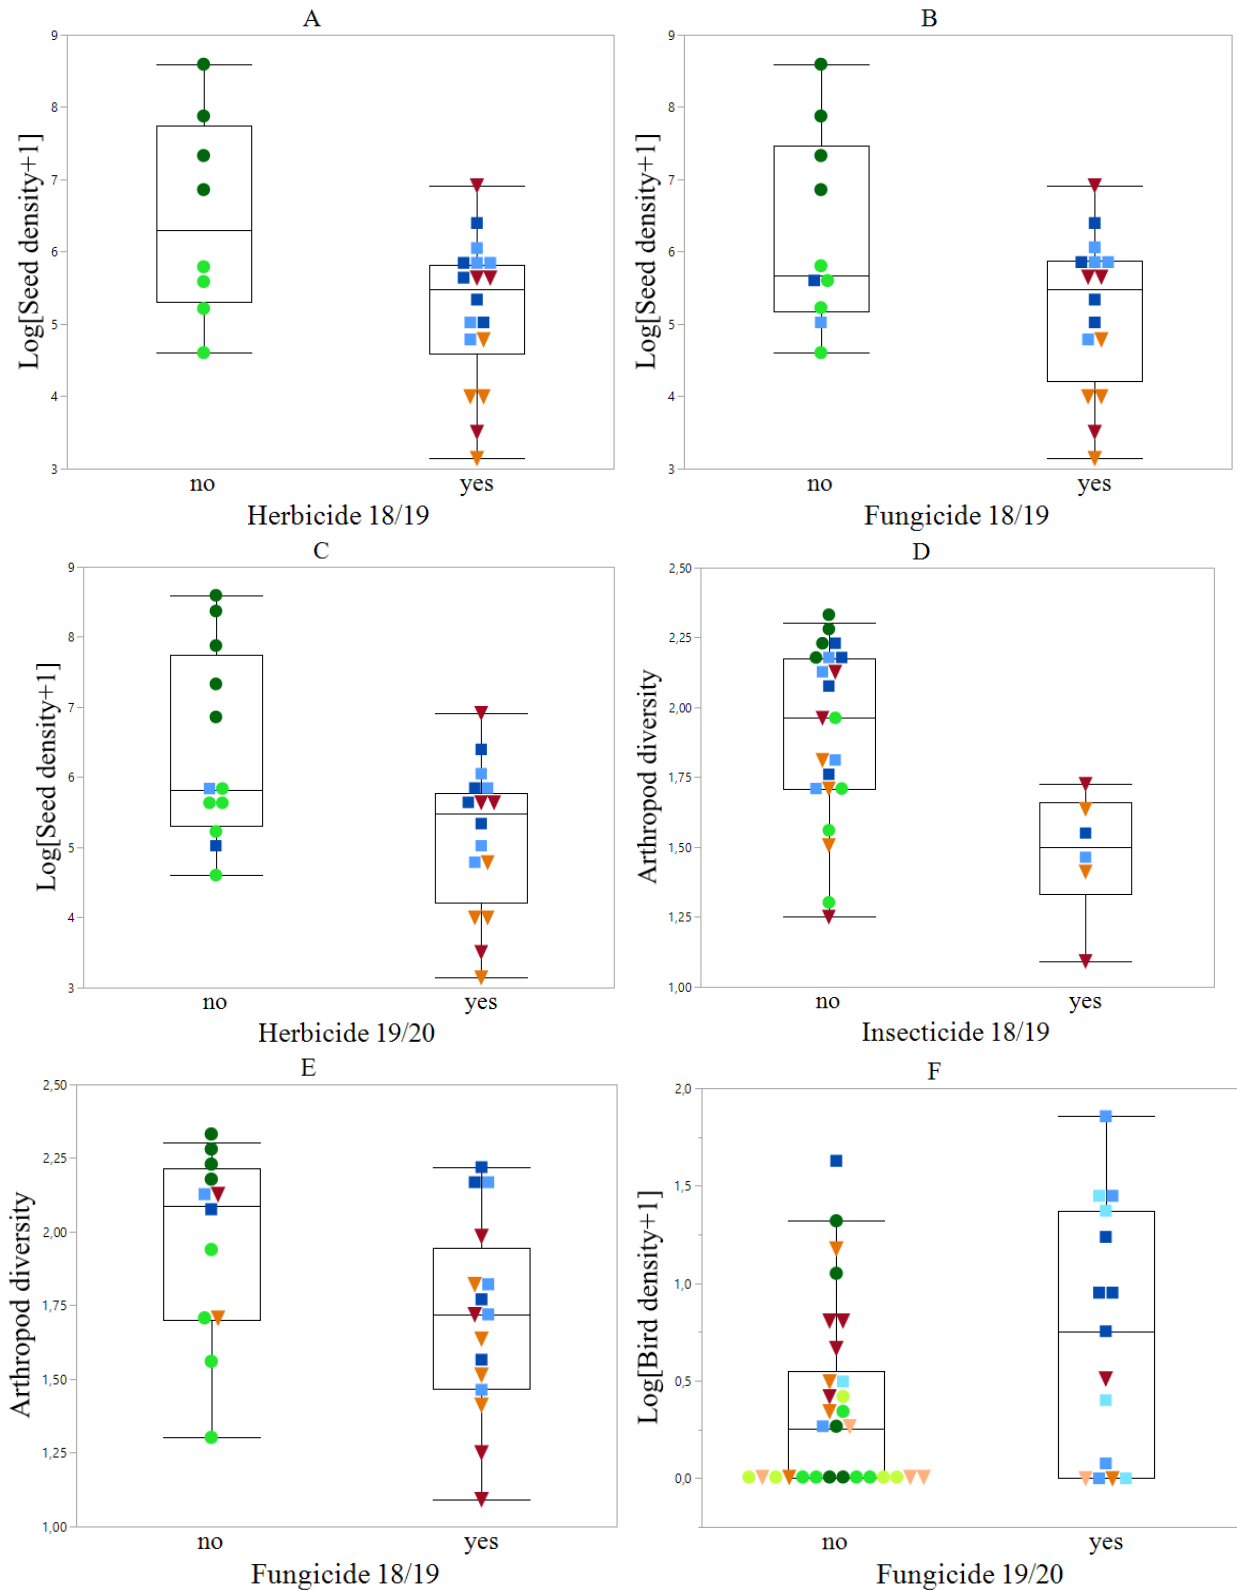 A
9
8
7
6
5
4
3
Log[Seed density+1]
no
yes
Herbicide 18/19
B
9
8
7
6
5
4
3
Log[Seed density+1]
no
yes
Fungicide 18/19
C
9
8
7
6
5
4
3
Log[Seed density+1]
no
yes
Herbicide 19/20
D
2,50
2,25
2,00
1,75
1,50
1,25
1,00
Arthropod diversity
no
yes
Insecticide 18/19
E
2,50
2,25
2,00
1,75
1,50
1,25
1,00
Arthropod diversity
no
yes
Fungicide 18/19
F
2,0
1,5
1,0
0,5
0,0
Log[Bird density+1]
no
yes
Fungicide 19/20